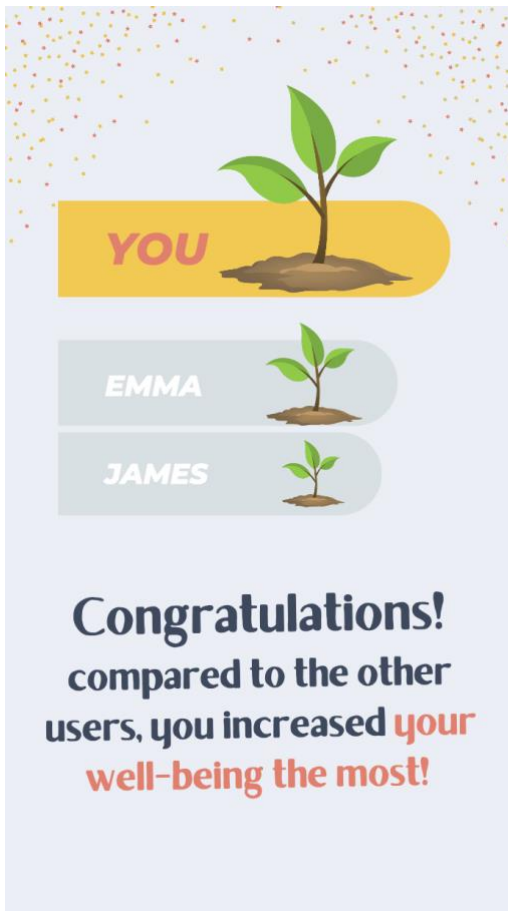 YOU
EMMA
JAMES
Congratulations!
compared to the other
users, you increased your
well-being the most!